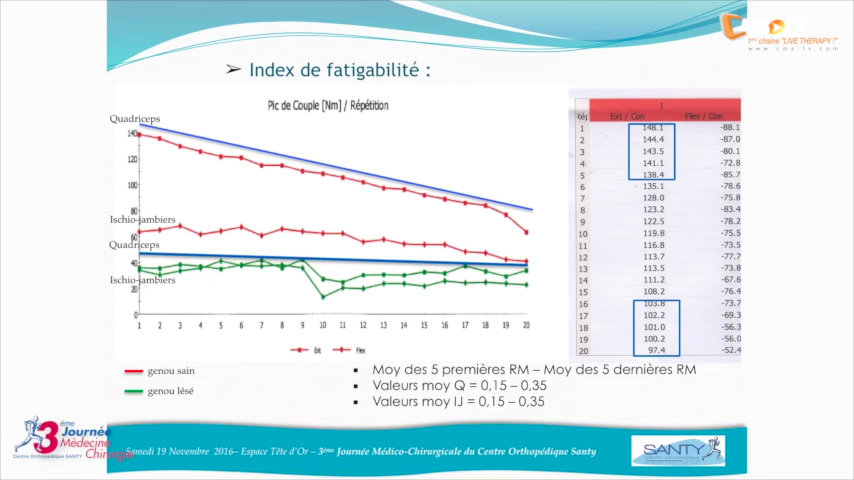 1ère chaîne "LIVE THERAPY !"
www.cms-tv.com
➢ Index de fatigabilité :
Pic de Couple [Nm] / Répétition
Quadriceps
Ischio-jambiers
Quadriceps
Ischio-jambiers
140
120
100
80
60
40
20
0
1 2 3 4 5 6 7 8 9 10 11 12 13 14 15 16 17 18 19 20
Ext Flex
1
Rép Ext / Con Flex / Con
1 148.1 -88.1
2 144.4 -87.0
3 143.5 -80.1
4 141.1 -72.8
5 138.4 -85.7
6 135.1 -78.6
7 128.0 -75.8
8 123.2 -83.4
9 122.5 -78.2
10 119.8 -75.5
11 116.8 -73.5
12 113.7 -77.7
13 113.5 -73.8
14 111.2 -67.6
15 108.2 -76.4
16 103.8 -73.7
17 102.2 -69.3
18 101.0 -56.3
19 100.2 -56.0
20 97.4 -52.4
genou sain
genou lésé
▪ Moy des 5 premières RM – Moy des 5 dernières RM
▪ Valeurs moy Q = 0,15 – 0,35
▪ Valeurs moy IJ = 0,15 – 0,35
3ème
Journée
Médecine
Chirurgie
Centre Orthopédique SANTY
Samedi 19 Novembre 2016– Espace Tête d'Or – 3ème Journée Médico-Chirurgicale du Centre Orthopédique Santy
SANTY